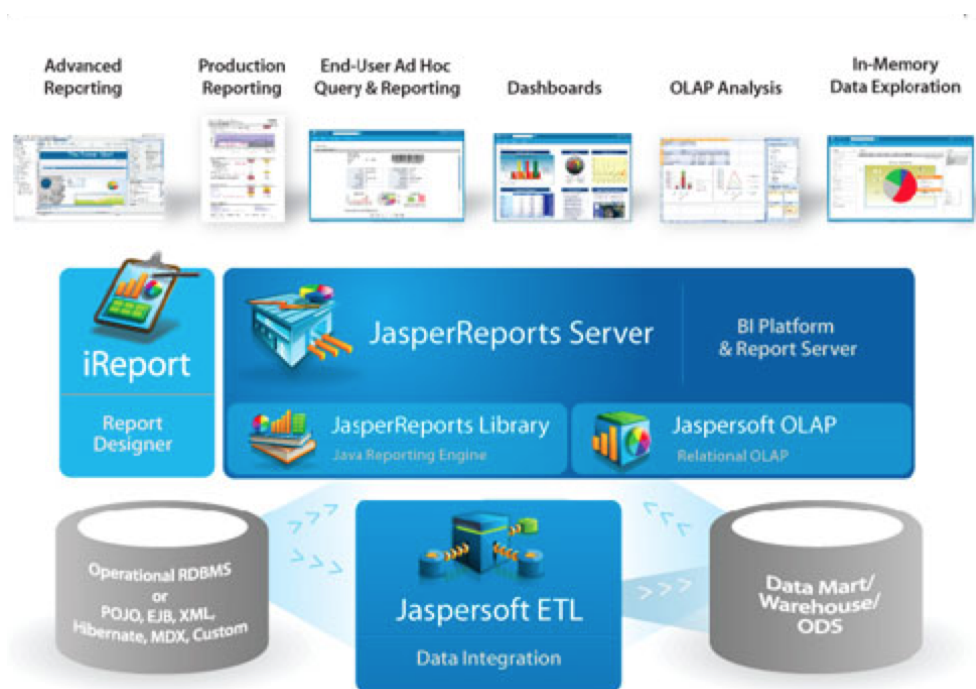 Advanced
Reporting
Production
Reporting
End-User Ad Hoc
Query & Reporting
Dashboards
OLAP Analysis
In-Memory
Data Exploration
iReport
Report
Designer
JasperReports Server
BI Platform
& Report Server
JasperReports Library
Java Reporting Engine
Jaspersoft OLAP
Relational OLAP
Operational RDBMS
or
POJO, EJB, XML,
Hibernate, MDX, Custom
Jaspersoft ETL
Data Integration
Data Mart/
Warehouse/
ODS